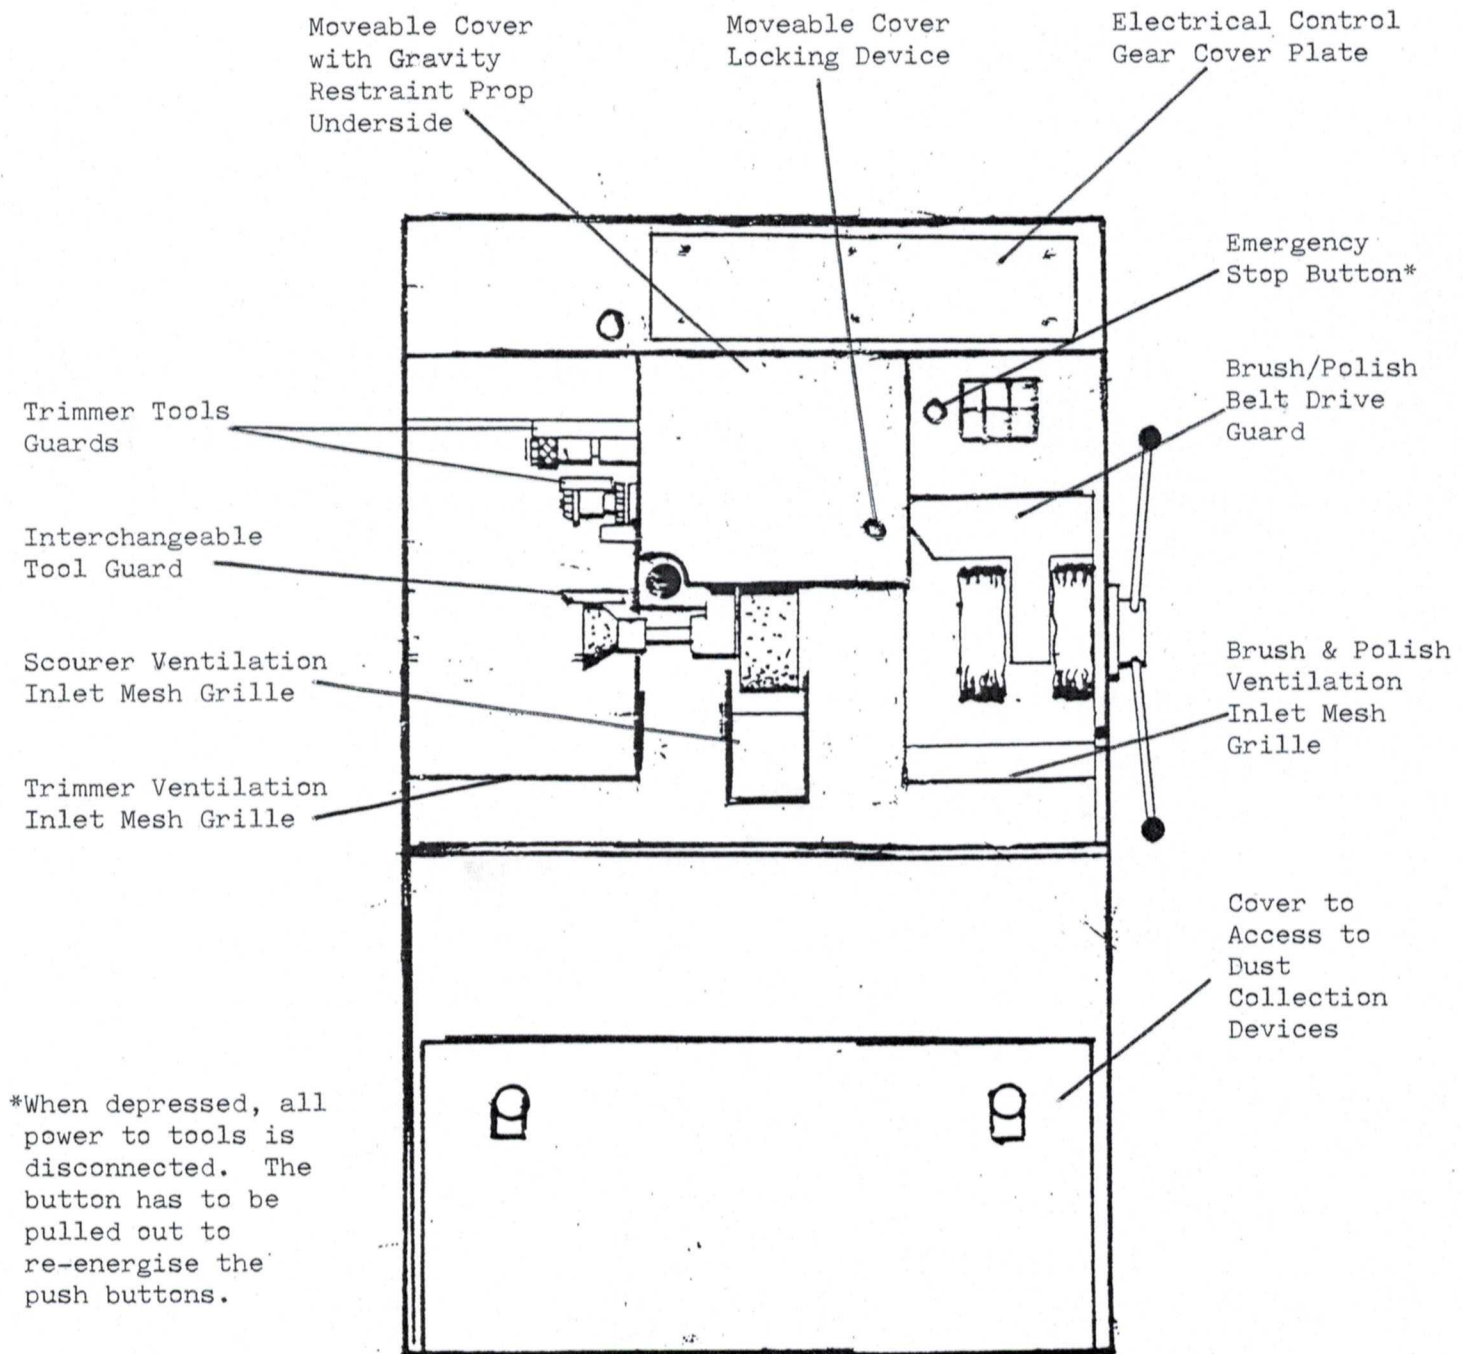 Moveable Cover
with Gravity
Restraint Prop
Underside
Moveable Cover
Locking Device
Electrical Control
Gear Cover Plate
Emergency
Stop Button*
Brush/Polish
Belt Drive
Guard
Trimmer Tools
Guards
Interchangeable
Tool Guard
Scourer Ventilation
Inlet Mesh Grille
Trimmer Ventilation
Inlet Mesh Grille
Brush & Polish
Ventilation
Inlet Mesh
Grille
Cover to
Access to
Dust
Collection
Devices
*When depressed, all
power to tools is
disconnected. The
button has to be
pulled out to
re-energise the
push buttons.